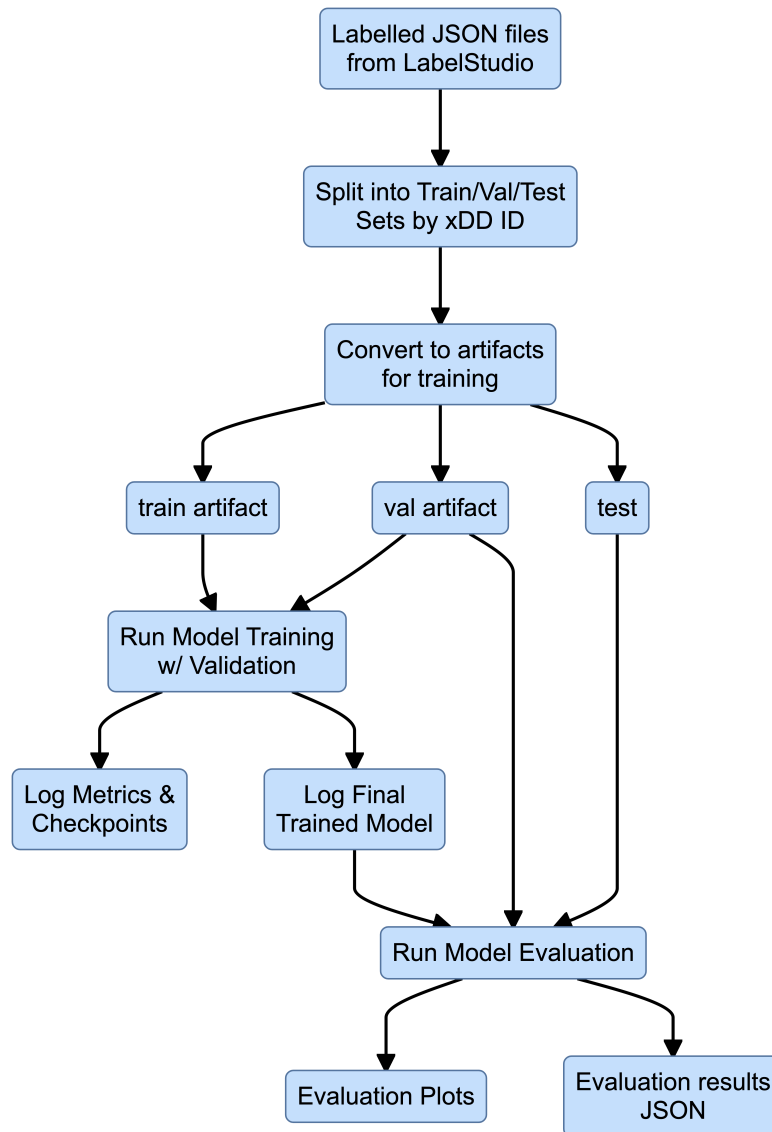 Labelled JSON files
from LabelStudio
Split into Train/Val/Test
Sets by xDD ID
Convert to artifacts
for training
train artifact
val artifact
test
Run Model Training
w/ Validation
Log Metrics &
Checkpoints
Log Final
Trained Model
Run Model Evaluation
Evaluation Plots
Evaluation results
JSON